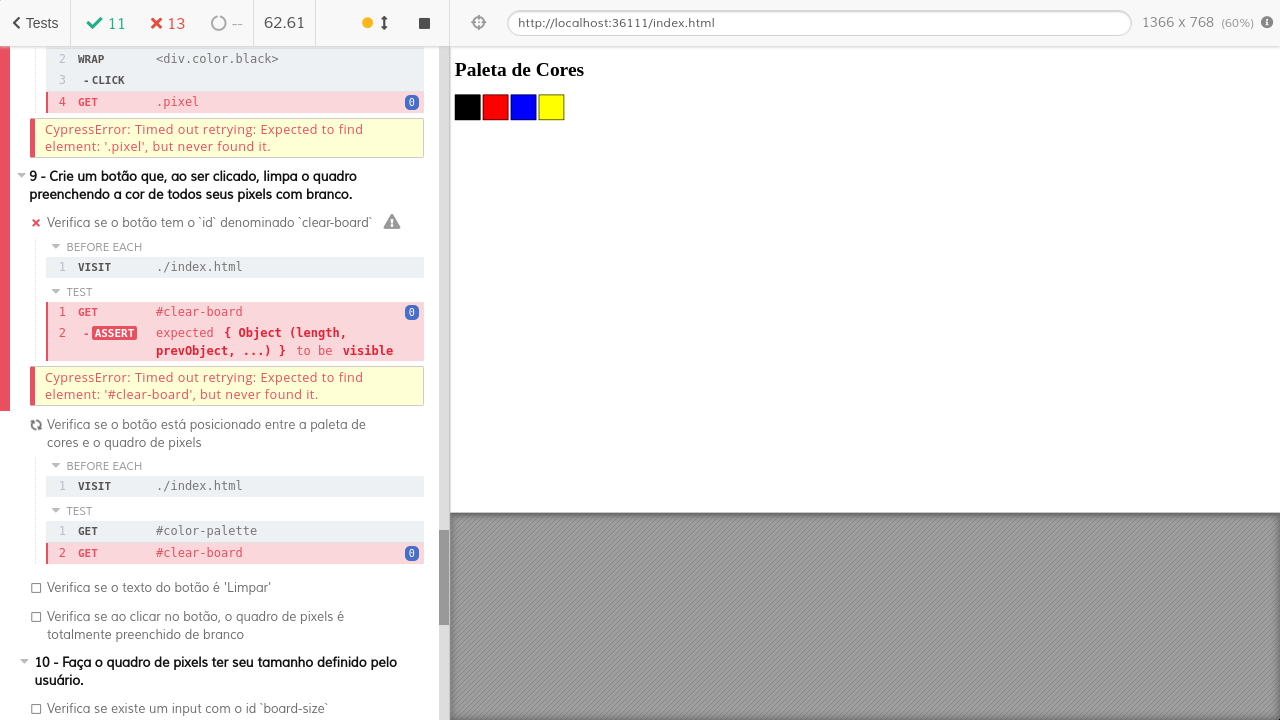 Tests 11 13 -- 62.61
http://localhost:36111/index.html 1366 x 768 (60%)
2 WRAP <div.color.black>
3 -CLICK
4 GET .pixel 0
CypressError: Timed out retrying: Expected to find
element: '.pixel', but never found it.
9 - Crie um botão que, ao ser clicado, limpa o quadro
preenchendo a cor de todos seus pixels com branco.
Verifica se o botão tem o `id` denominado `clear-board`
BEFORE EACH
1 VISIT ./index.html
TEST
1 GET #clear-board 0
2 -ASSERT expected { Object (length,
prevObject, ...) } to be visible
CypressError: Timed out retrying: Expected to find
element: '#clear-board', but never found it.
Verifica se o botão está posicionado entre a paleta de
cores e o quadro de pixels
BEFORE EACH
1 VISIT ./index.html
TEST
1 GET #color-palette
2 GET #clear-board 0
Verifica se o texto do botão é 'Limpar'
Verifica se ao clicar no botão, o quadro de pixels é
totalmente preenchido de branco
10 - Faça o quadro de pixels ter seu tamanho definido pelo
usuário.
Verifica se existe um input com o id `board-size`
Paleta de Cores